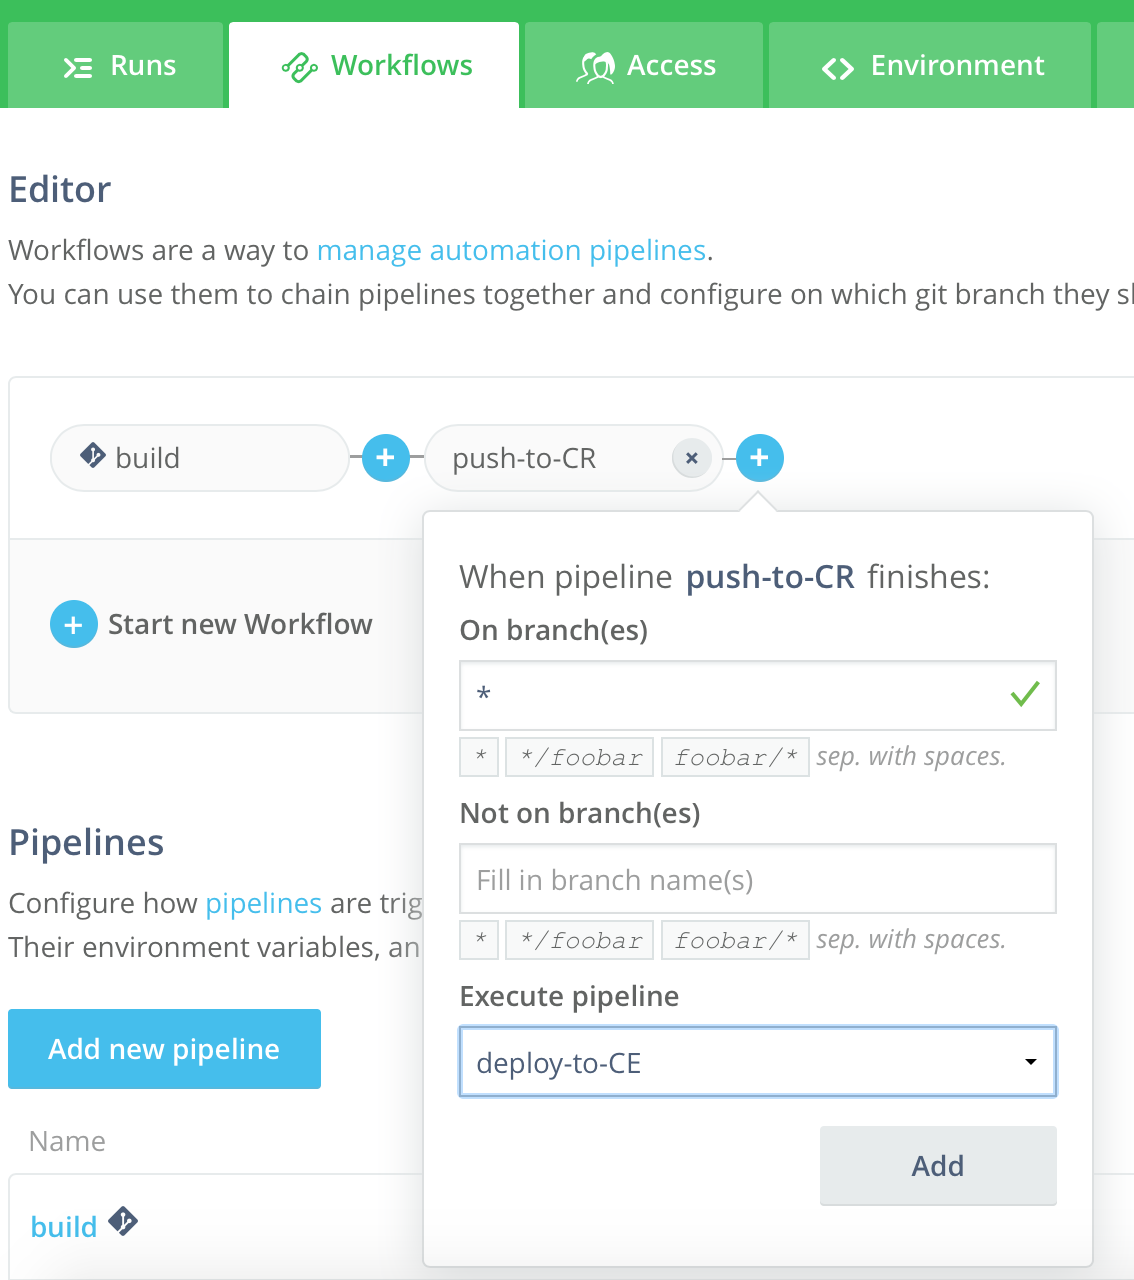 Runs
Workflows
Access
Environment
Editor
Workflows are a way to manage automation pipelines.
You can use them to chain pipelines together and configure on which git branch they
build
push-to-CR
When pipeline push-to-CR finishes:
On branch(es)
*
* */foobar foobar/* sep. with spaces.
Not on branch(es)
Fill in branch name(s)
* */foobar foobar/* sep. with spaces.
Execute pipeline
deploy-to-CE
Add
Start new Workflow
Pipelines
Configure how pipelines are trig
Their environment variables, an
Add new pipeline
Name
build